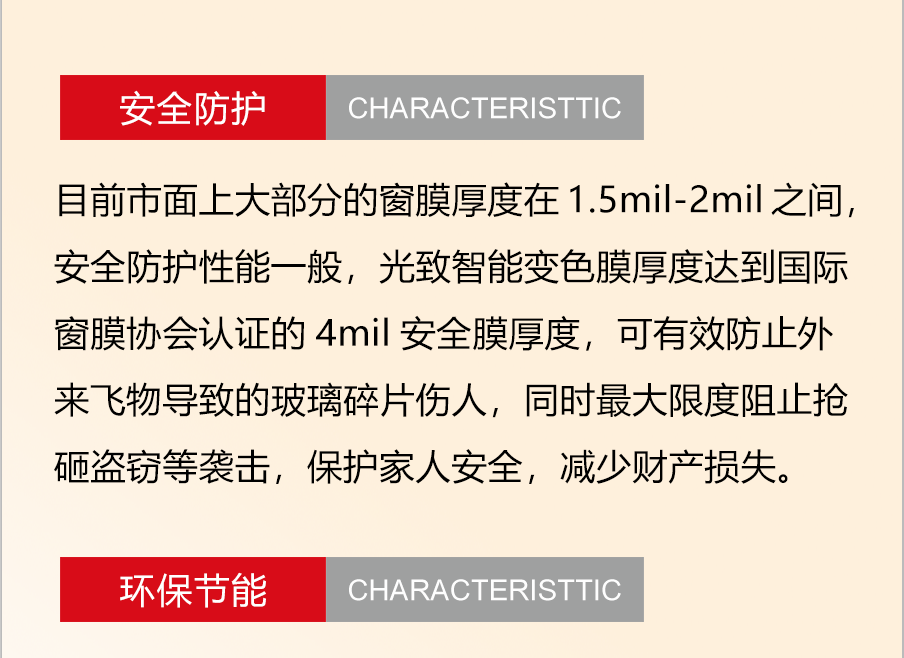 安全防护 CHARACTERISTTIC
目前市面上大部分的窗膜厚度在 1.5mil-2mil 之间，
安全防护性能一般，光致智能变色膜厚度达到国际
窗膜协会认证的 4mil 安全膜厚度，可有效防止外
来飞物导致的玻璃碎片伤人，同时最大限度阻止抢
砸盗窃等袭击，保护家人安全，减少财产损失。
环保节能 CHARACTERISTTIC